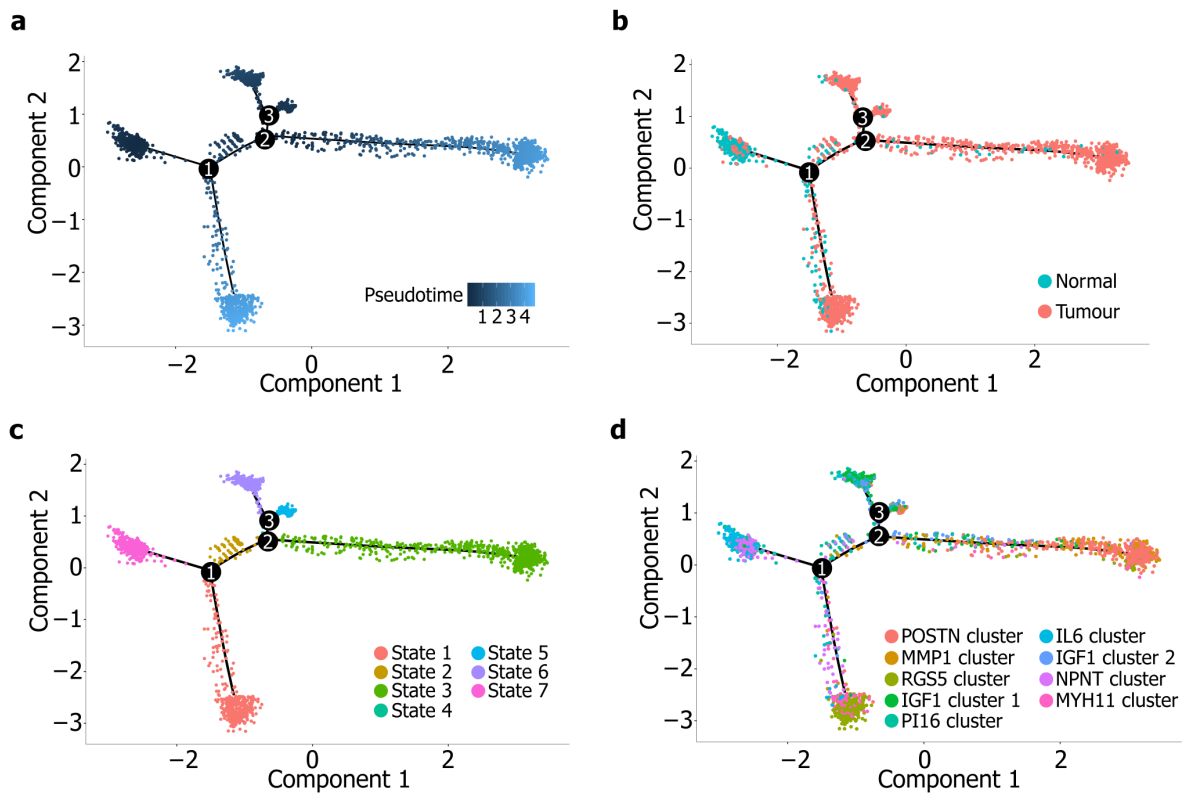 a
Component 2
2
1
0
−1
−2
−3
3
2
1
Pseudotime
1 2 3 4
−2 0 2
Component 1
b
Component 2
2
1
0
−1
−2
−3
3
2
1
Normal
Tumour
−2 0 2
Component 1
c
Component 2
2
1
0
−1
−2
−3
3
2
1
State 1 State 5
State 2 State 6
State 3 State 7
State 4
−2 0 2
Component 1
d
Component 2
2
1
0
−1
−2
−3
3
2
1
POSTN cluster IL6 cluster
MMP1 cluster IGF1 cluster 2
RGS5 cluster NPNT cluster
IGF1 cluster 1 MYH11 cluster
PI16 cluster
−2 0 2
Component 1